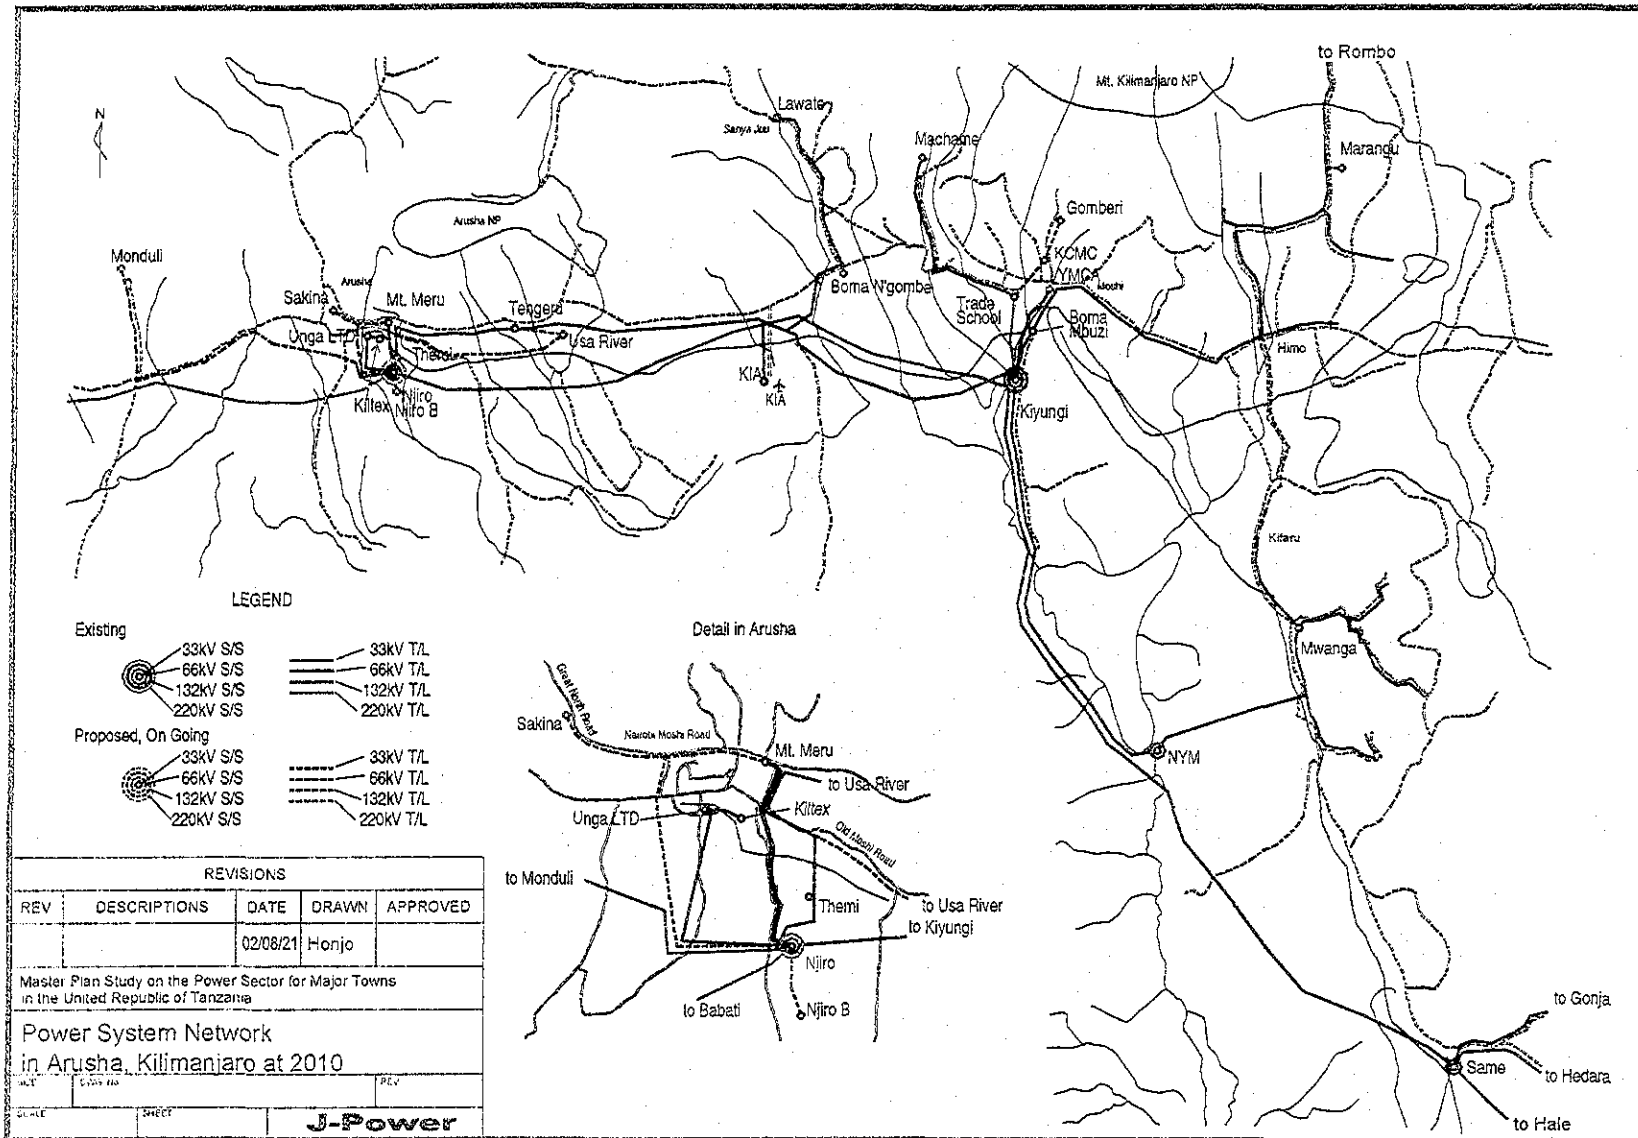 to Rombo
Mt. Kilimanjaro NP
N
Lawate
Sanya Juu
Machame
Marangu
Arusha NP
Gomberi
Monduli
KCMC
YMCA
Moshi
Boma N'gombe
Arusha
Sakina
Mt. Meru
Tengeru
Trade
School
Boma
Mbuzi
Unga LTD
Themi
Usa River
Himo
KIA
KIA
Kiltex
Njiro
Njiro B
Kiyungi
Kifaru
Mwanga
NYM
Same
to Gonja
to Hedara
to Hale
LEGEND
Existing
33kV S/S
66kV S/S
132kV S/S
220kV S/S
33kV T/L
66kV T/L
132kV T/L
220kV T/L
Proposed, On Going
33kV S/S
66kV S/S
132kV S/S
220kV S/S
33kV T/L
66kV T/L
132kV T/L
220kV T/L
Detail in Arusha
Great North Road
Sakina
Nairobi Moshi Road
Mt. Meru
to Usa River
Unga LTD
Kiltex
Old Moshi Road
to Monduli
Themi
to Usa River
to Kiyungi
Njiro
to Babati
Njiro B
REVISIONS
REV DESCRIPTIONS DATE DRAWN APPROVED
02/08/21 Honjo
Master Plan Study on the Power Sector for Major Towns
in the United Republic of Tanzania
Power System Network
in Arusha, Kilimanjaro at 2010
REV
SCALE SHEET
J-Power